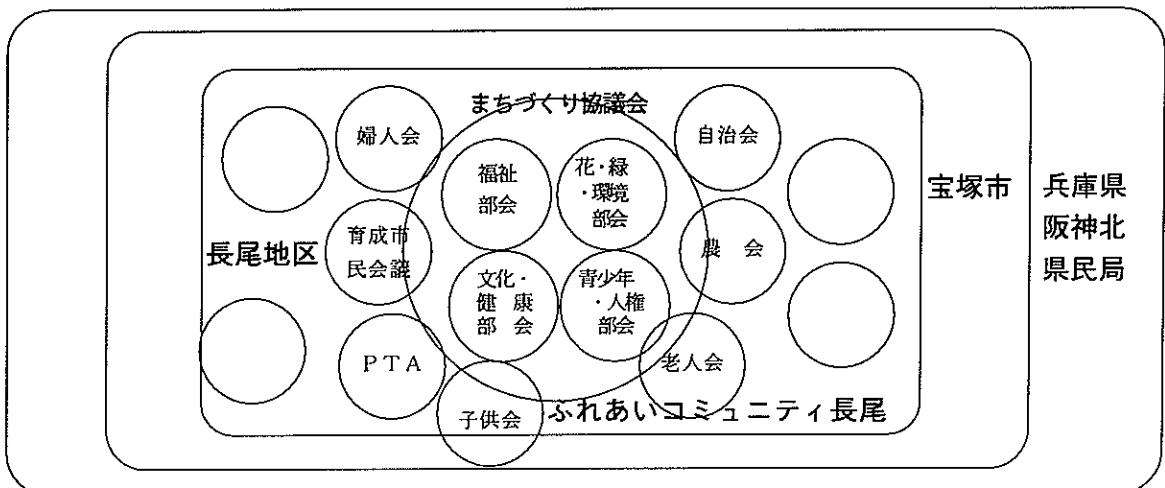 まちづくり協議会
婦人会
自治会
福祉
部会
花・緑
・環境
部会
宝塚市
兵庫県
阪神北
県民局
長尾地区
育成市
民会議
農 会
文化・
健 康
部 会
青少年
・人権
部会
PTA
老人会
子供会
ふれあいコミュニティ長尾